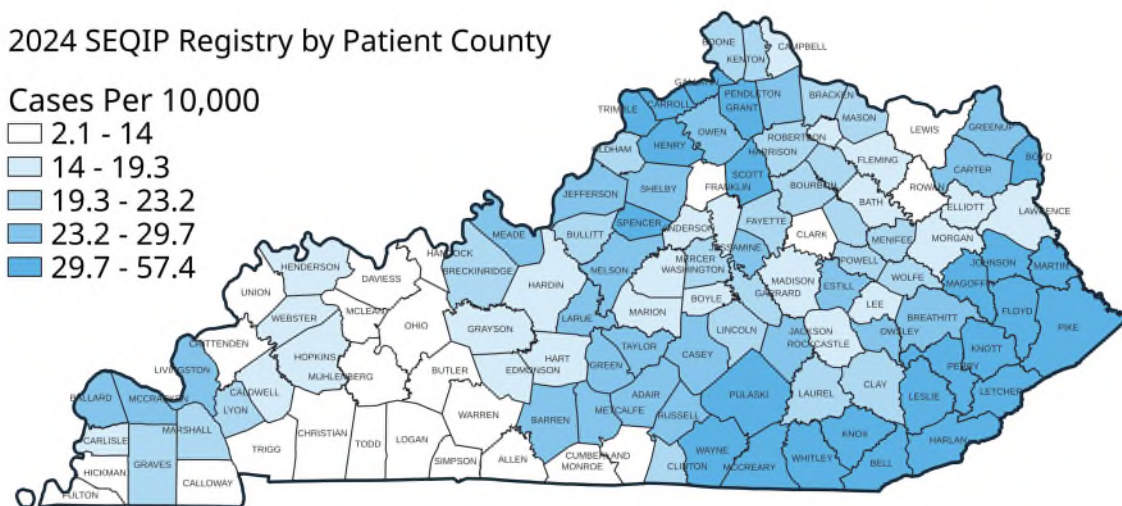 2024 SEQIP Registry by Patient County
Cases Per 10,000
2.1 - 14
14 - 19.3
19.3 - 23.2
23.2 - 29.7
29.7 - 57.4
BOONE
KENTON
CAMPBELL
PENDLETON
GRANT
BRACKEN
MASON
LEWIS
GREENUP
TRIMBLE
CARROLL
OWEN
ROBERTSON
FLEMING
CARTER
BOYD
OLDHAM
HENRY
HARRISON
ROWAN
JEFFERSON
SHELBY
FRANKLIN
SCOTT
BOURBON
BATH
ELLIOTT
LAWRENCE
SPENCER
ANDERSON
FAYETTE
CLARK
MENIFEE
MORGAN
MEADE
BULLITT
JESSAMINE
POWELL
JOHNSON
MARTIN
HANCOCK
BRECKINRIDGE
NELSON
MERCER
WASHINGTON
MADISON
ESTILL
WOLFE
MAGOFFIN
HENDERSON
DAVIESS
HARDIN
BOYLE
GARRARD
LEE
FLOYD
PIKE
UNION
MCLEAN
LARUE
MARION
BREATHITT
WEBSTER
OHIO
GRAYSON
LINCOLN
JACKSON
OWSLEY
KNOTT
CRITTENDEN
HOPKINS
HART
TAYLOR
CASEY
ROCKCASTLE
PERRY
LIVINGSTON
MUHLENBERG
BUTLER
EDMONSON
GREEN
CLAY
LESLIE
LETCHER
BALLARD
MCCRACKEN
CALDWELL
LYON
WARREN
BARREN
METCALFE
ADAIR
RUSSELL
PULASKI
LAUREL
CARLISLE
MARSHALL
TRIGG
CHRISTIAN
TODD
LOGAN
SIMPSON
ALLEN
CUMBERLAND
MONROE
CLINTON
WAYNE
MCCREARY
WHITLEY
KNOX
BELL
HARLAN
HICKMAN
GRAVES
CALLOWAY
FULTON